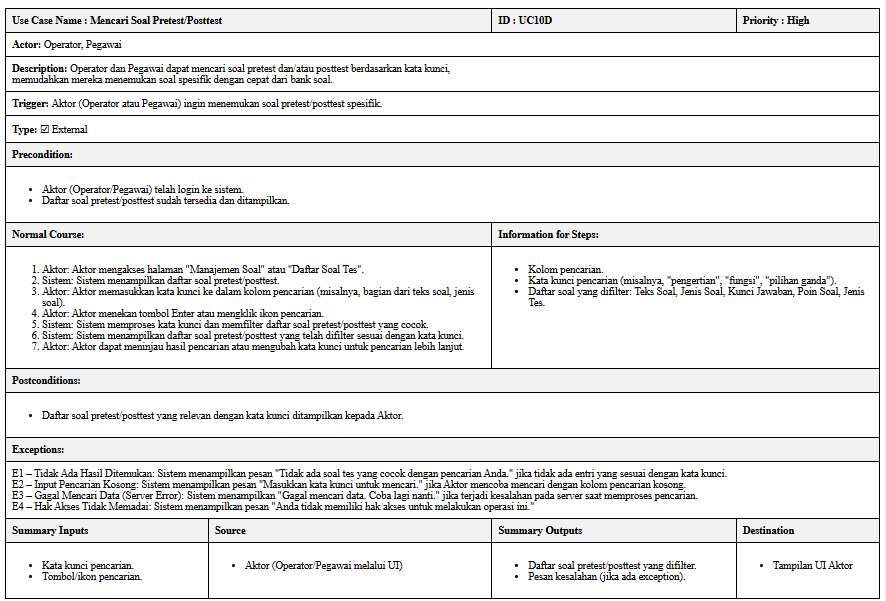 Use Case Name : Mencari Soal Pretest/Posttest
ID : UC10D
Priority : High
Actor: Operator, Pegawai
Description: Operator dan Pegawai dapat mencari soal pretest dan/atau posttest berdasarkan kata kunci,
memudahkan mereka menemukan soal spesifik dengan cepat dari bank soal.
Trigger: Aktor (Operator atau Pegawai) ingin menemukan soal pretest/posttest spesifik.
Type: ☑ External
Precondition:
• Aktor (Operator/Pegawai) telah login ke sistem.
• Daftar soal pretest/posttest sudah tersedia dan ditampilkan.
Normal Course:
1. Aktor: Aktor mengakses halaman "Manajemen Soal" atau "Daftar Soal Tes".
2. Sistem: Sistem menampilkan daftar soal pretest/posttest.
3. Aktor: Aktor memasukkan kata kunci ke dalam kolom pencarian (misalnya, bagian dari teks soal, jenis
soal).
4. Aktor: Aktor menekan tombol Enter atau mengklik ikon pencarian.
5. Sistem: Sistem memproses kata kunci dan memfilter daftar soal pretest/posttest yang cocok.
6. Sistem: Sistem menampilkan daftar soal pretest/posttest yang telah difilter sesuai dengan kata kunci.
7. Aktor: Aktor dapat meninjau hasil pencarian atau mengubah kata kunci untuk pencarian lebih lanjut.
Information for Steps:
• Kolom pencarian.
• Kata kunci pencarian (misalnya, "pengertian", "fungsi", "pilihan ganda").
• Daftar soal yang difilter: Teks Soal, Jenis Soal, Kunci Jawaban, Poin Soal, Jenis
Tes.
Postconditions:
• Daftar soal pretest/posttest yang relevan dengan kata kunci ditampilkan kepada Aktor.
Exceptions:
E1 – Tidak Ada Hasil Ditemukan: Sistem menampilkan pesan "Tidak ada soal tes yang cocok dengan pencarian Anda." jika tidak ada entri yang sesuai dengan kata kunci.
E2 – Input Pencarian Kosong: Sistem menampilkan pesan "Masukkan kata kunci untuk mencari." jika Aktor mencoba mencari dengan kolom pencarian kosong.
E3 – Gagal Mencari Data (Server Error): Sistem menampilkan "Gagal mencari data. Coba lagi nanti." jika terjadi kesalahan pada server saat memproses pencarian.
E4 – Hak Akses Tidak Memadai: Sistem menampilkan pesan "Anda tidak memiliki hak akses untuk melakukan operasi ini."
Summary Inputs
Source
Summary Outputs
Destination
• Kata kunci pencarian.
• Tombol/ikon pencarian.
• Aktor (Operator/Pegawai melalui UI)
• Daftar soal pretest/posttest yang difilter.
• Pesan kesalahan (jika ada exception).
• Tampilan UI Aktor